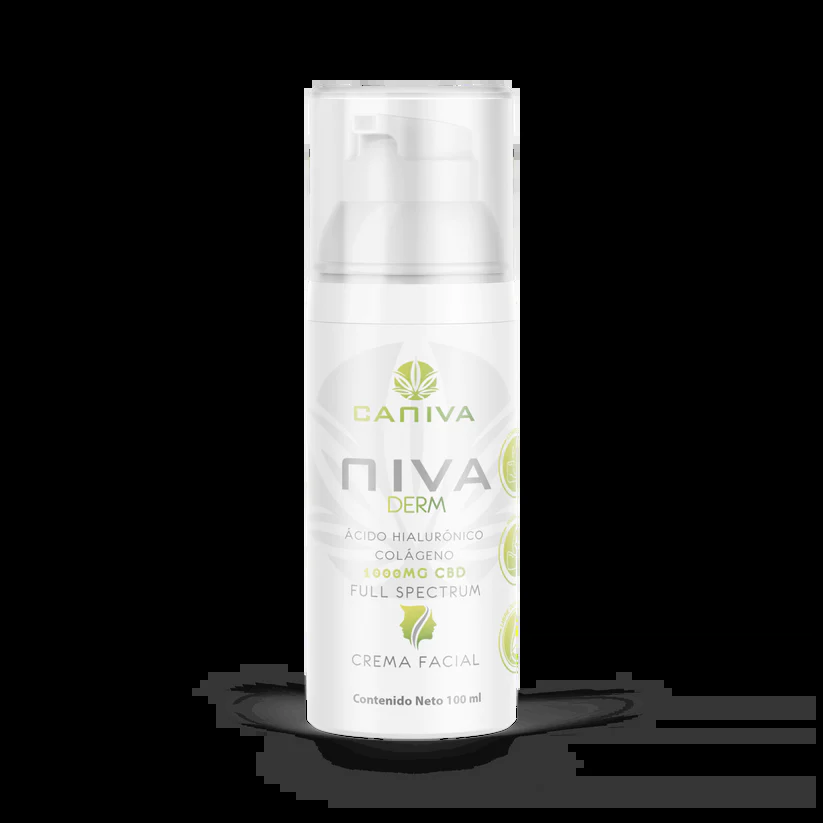 CANIVA
NIVA
DERM
ÁCIDO HIALURÓNICO
COLÁGENO
1000MG CBD
FULL SPECTRUM
CREMA FACIAL
Contenido Neto 100 ml